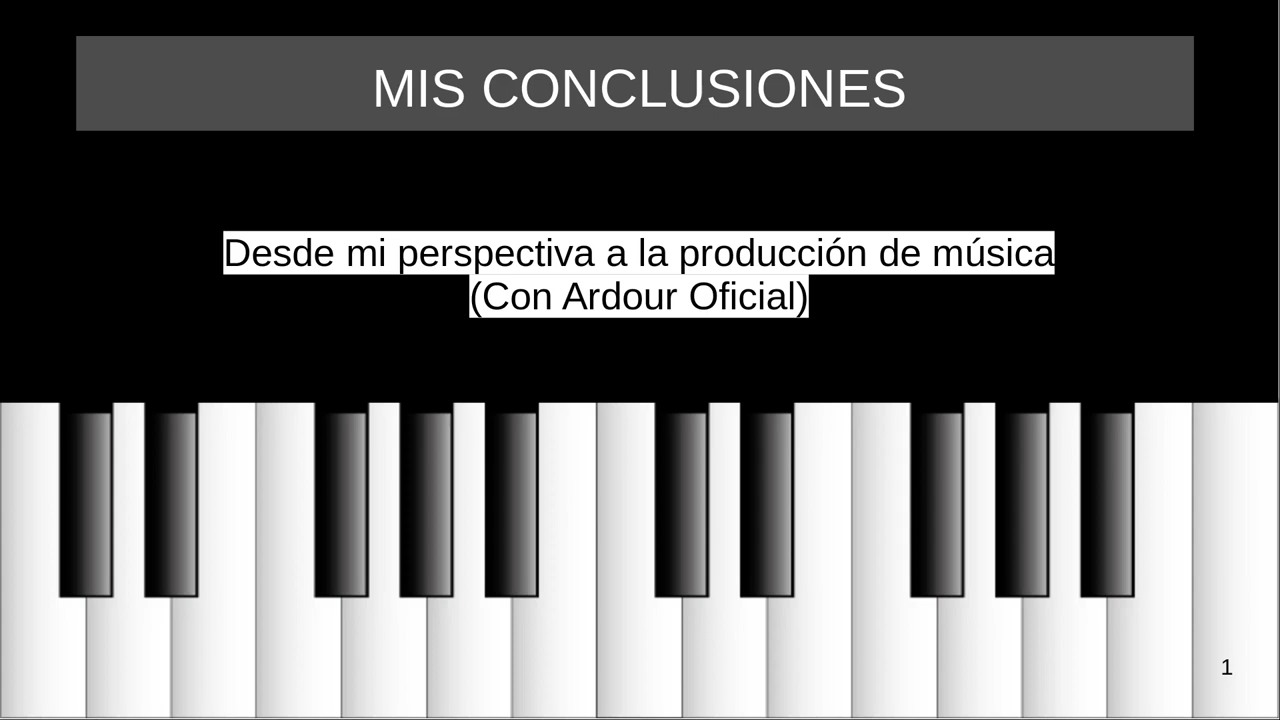 MIS CONCLUSIONES
Desde mi perspectiva a la producción de música
(Con Ardour Oficial)
1